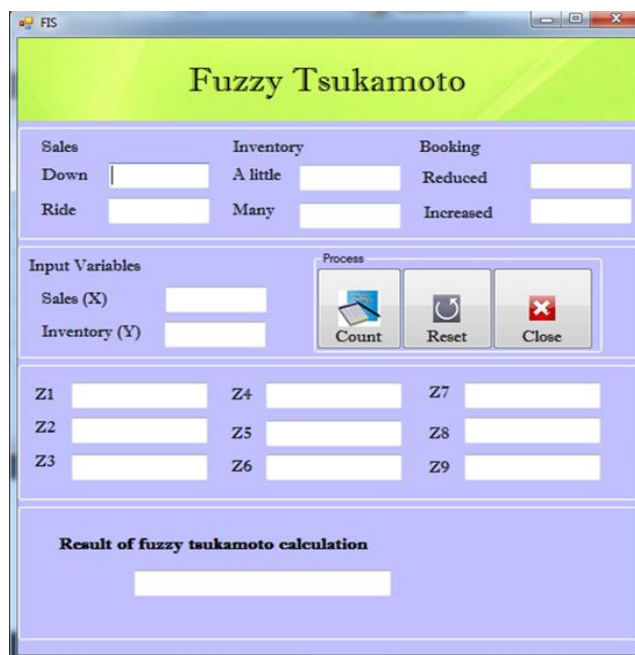 FIS
Fuzzy Tsukamoto
Sales Inventory Booking
Down A little Reduced
Ride Many Increased
Input Variables Process
Sales (X)
Inventory (Y)
Count Reset Close
Z1 Z4 Z7
Z2 Z5 Z8
Z3 Z6 Z9
Result of fuzzy tsukamoto calculation